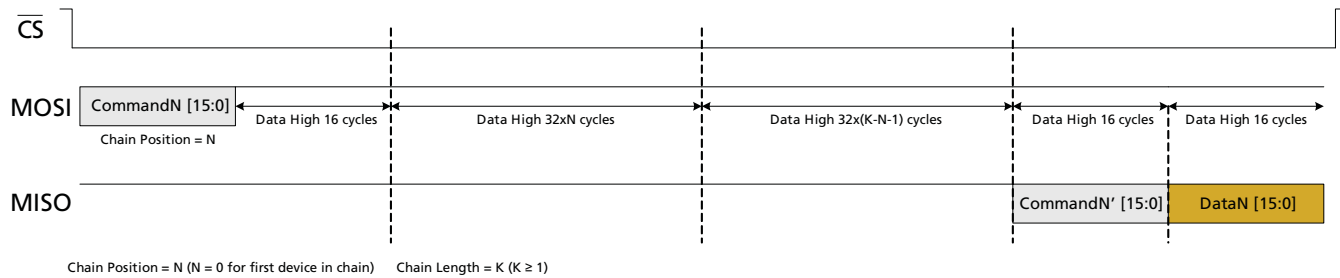 CS
MOSI
CommandN [15:0]
Data High 16 cycles
Data High 32xN cycles
Data High 32x(K-N-1) cycles
Data High 16 cycles
Data High 16 cycles
Chain Position = N
MISO
CommandN’ [15:0]
DataN [15:0]
Chain Position = N (N = 0 for first device in chain) Chain Length = K (K ≥ 1)